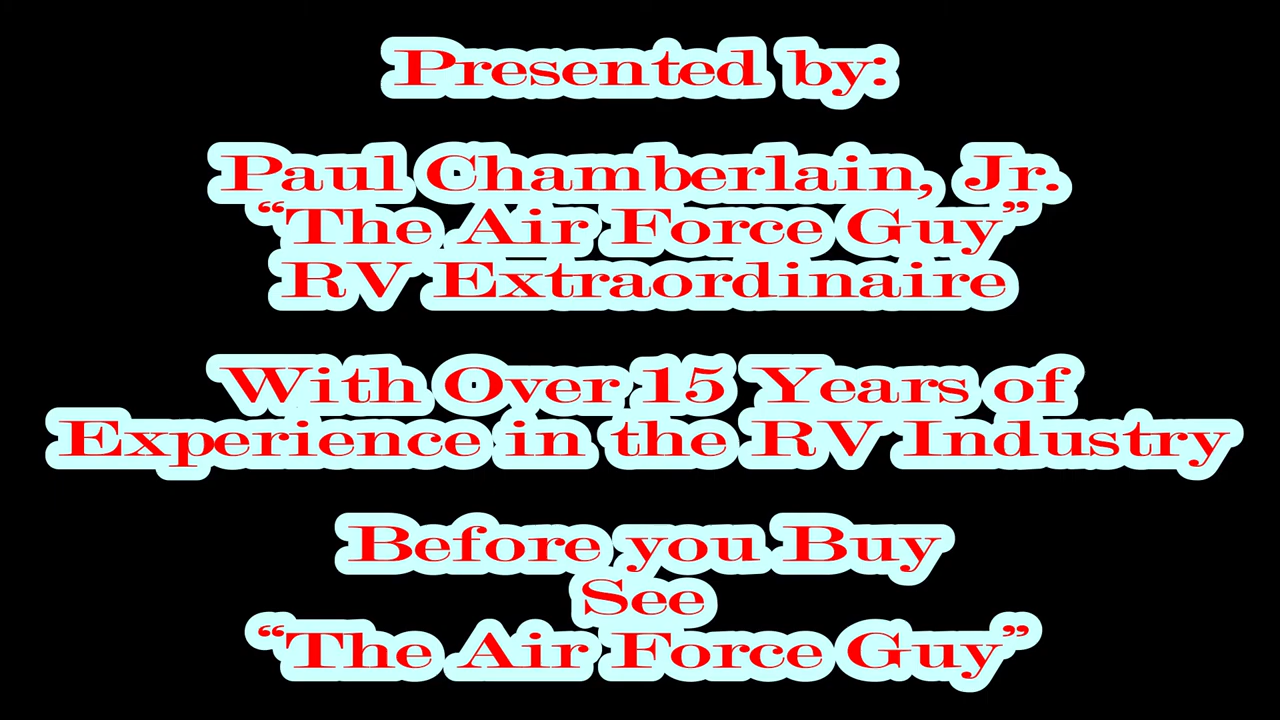 Presented by:
Paul Chamberlain, Jr.
“The Air Force Guy”
RV Extraordinaire
With Over 15 Years of
Experience in the RV Industry
Before you Buy
See
“The Air Force Guy”